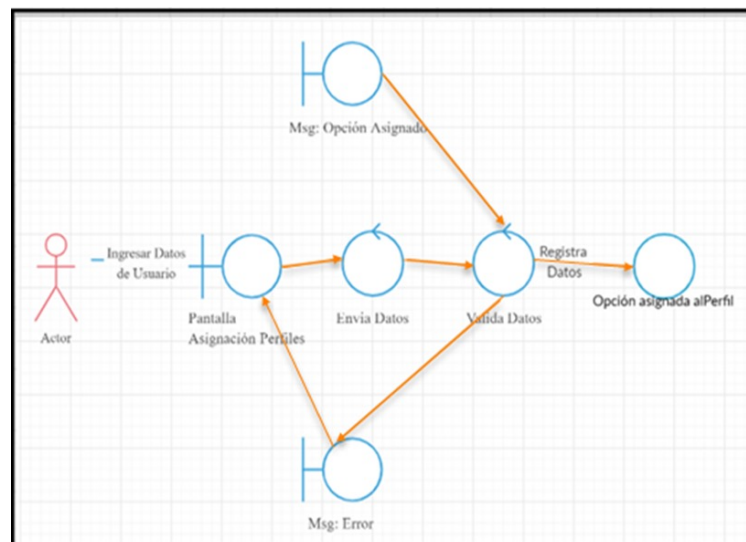 Msg: Opción Asignado
Ingresar Datos
de Usuario
Registra
Datos
Actor
Pantalla
Asignación Perfiles
Envia Datos
Valida Datos
Opción asignada alPerfil
Msg: Error